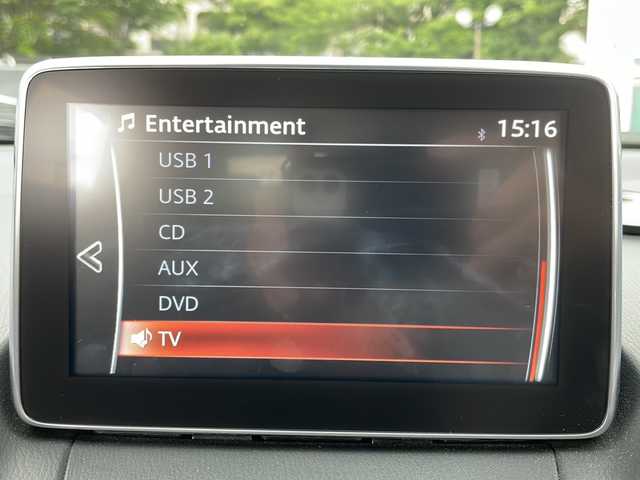 Entertainment 15:16
USB 1
USB 2
CD
AUX
DVD
TV